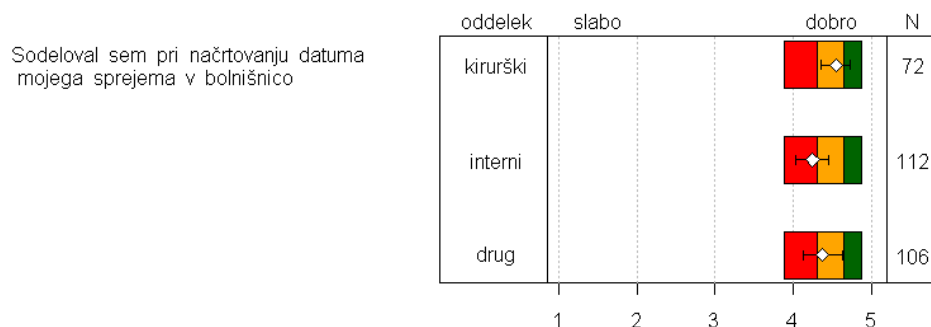 oddelek slabo dobro N
Sodeloval sem pri načrtovanju datuma
mojega sprejema v bolnišnico
kirurški 72
interni 112
drug 106
1 2 3 4 5